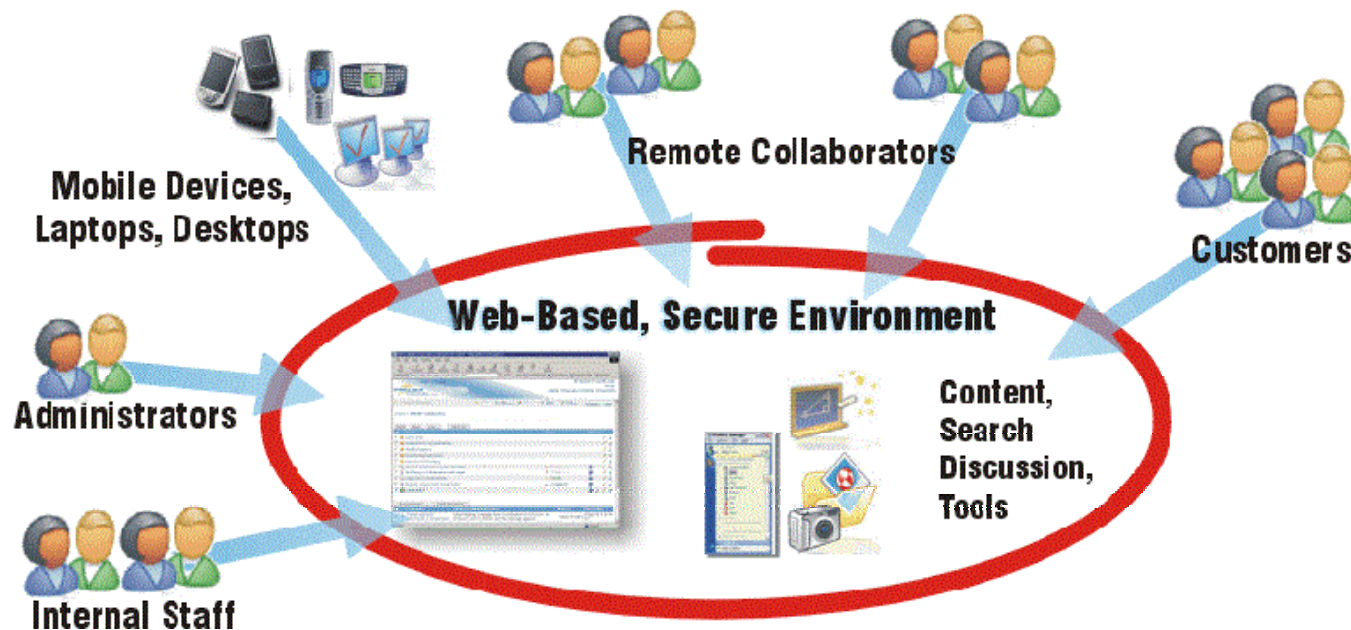 Remote Collaborators
Mobile Devices,
Laptops, Desktops
Customers
Web-Based, Secure Environment
Administrators
Content,
Search
Discussion,
Tools
Internal Staff